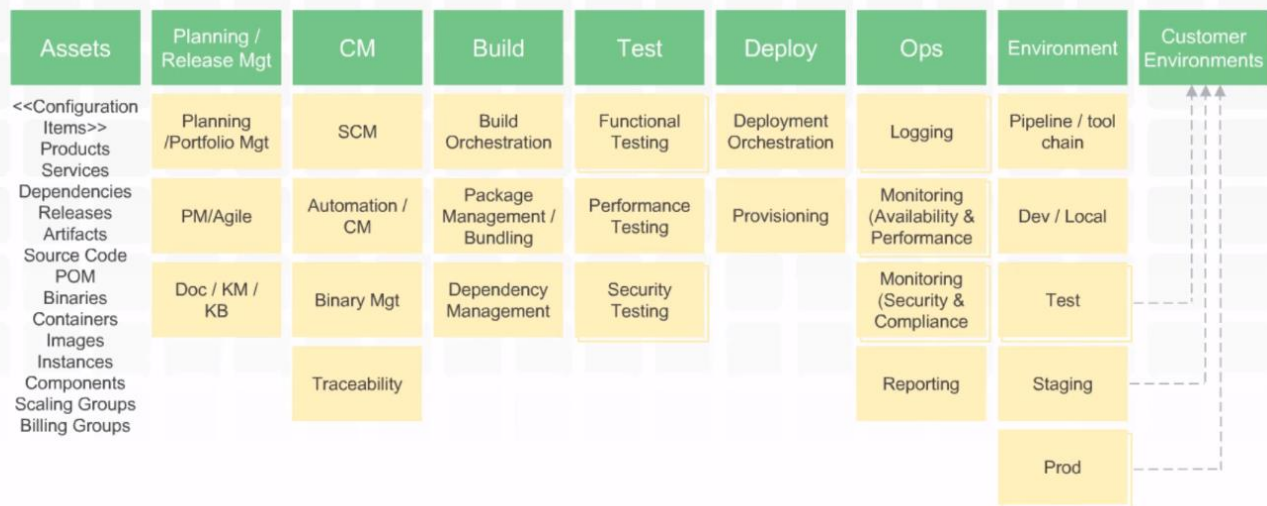 Assets
Planning /
Release Mgt
CM
Build
Test
Deploy
Ops
Environment
Customer
Environments
<<Configuration
Items>>
Products
Services
Dependencies
Releases
Artifacts
Source Code
POM
Binaries
Containers
Images
Instances
Components
Scaling Groups
Billing Groups
Planning
/Portfolio Mgt
PM/Agile
Doc / KM /
KB
SCM
Automation /
CM
Binary Mgt
Traceability
Build
Orchestration
Package
Management /
Bundling
Dependency
Management
Functional
Testing
Performance
Testing
Security
Testing
Deployment
Orchestration
Provisioning
Logging
Monitoring
(Availability &
Performance
Monitoring
(Security &
Compliance
Reporting
Pipeline / tool
chain
Dev / Local
Test
Staging
Prod